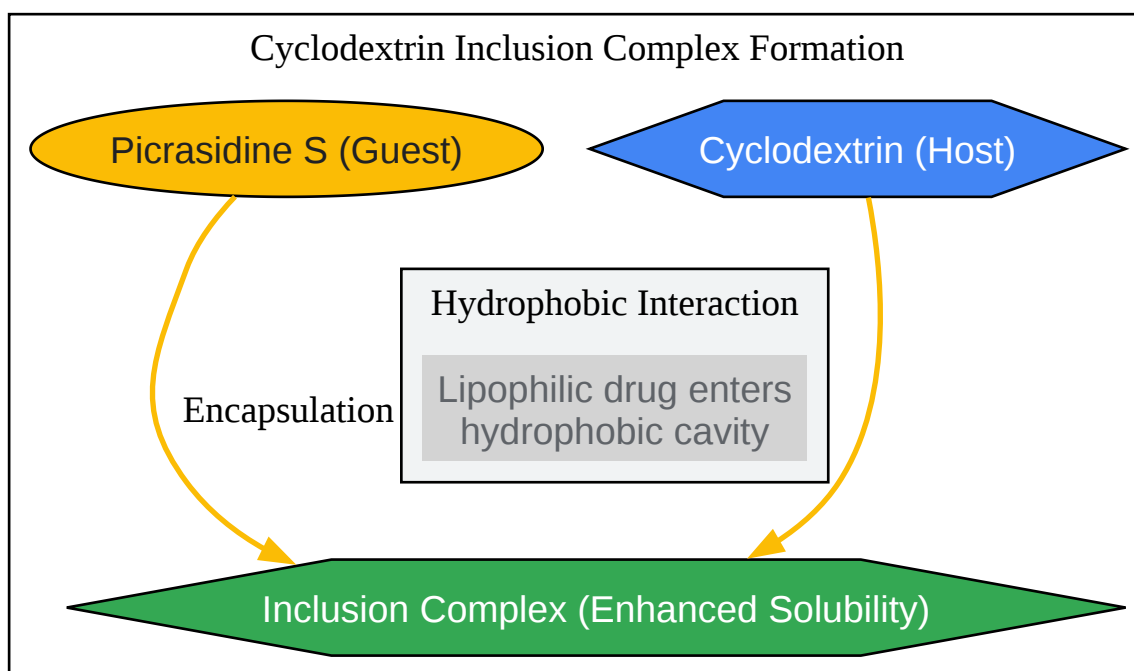 Cyclodextrin Inclusion Complex Formation
Picrasidine S (Guest)
Cyclodextrin (Host)
Hydrophobic Interaction
Lipophilic drug enters
hydrophobic cavity
Encapsulation
Inclusion Complex (Enhanced Solubility)